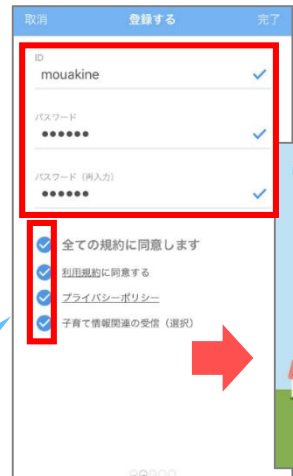 取消 登録する 完了
ID
mouakine
パスワード
●●●●●●
パスワード（再入力）
●●●●●●
全ての規約に同意します
利用規約に同意する
プライバシーポリシー
子育て情報関連の受信（選択）